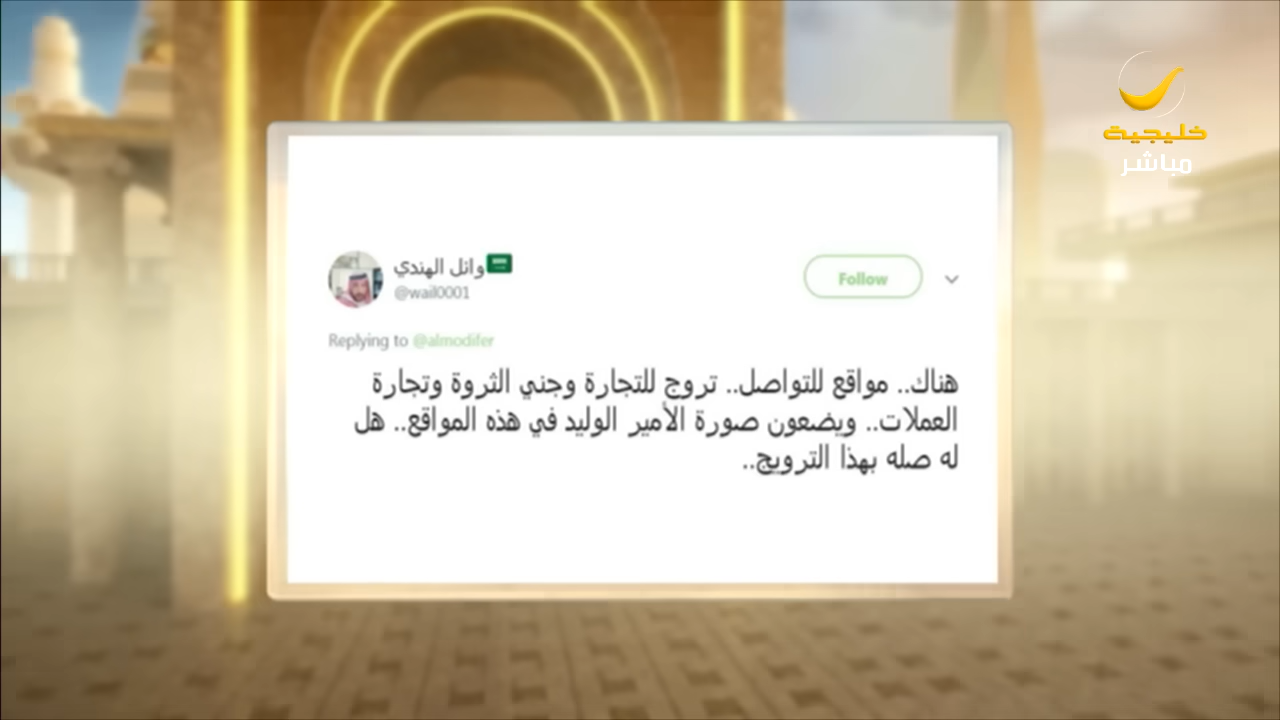 خليجية
مباشر
وائل الهندي
@wail0001
Follow
Replying to @almodifer
هناك.. مواقع للتواصل.. تروج للتجارة وجني الثروة وتجارة
العملات.. ويضعون صورة الأمير الوليد في هذه المواقع.. هل
له صله بهذا الترويج..